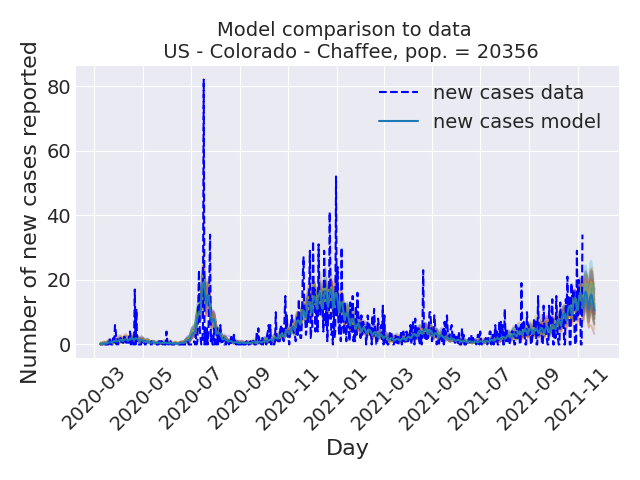 Model comparison to data
US - Colorado - Chaffee, pop. = 20356
Number of new cases reported
80
60
40
20
0
new cases data
new cases model
2020-03
2020-05
2020-07
2020-09
2020-11
2021-01
2021-03
2021-05
2021-07
2021-09
2021-11
Day